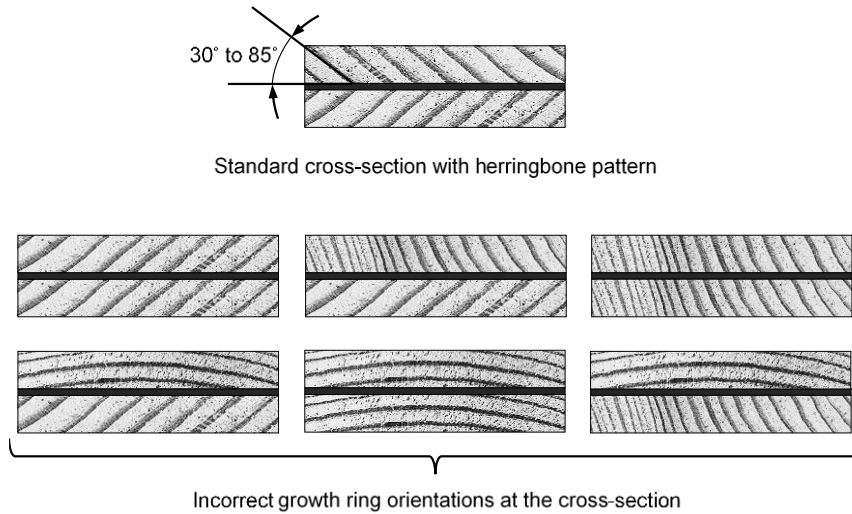 30° to 85°
Standard cross-section with herringbone pattern
Incorrect growth ring orientations at the cross-section